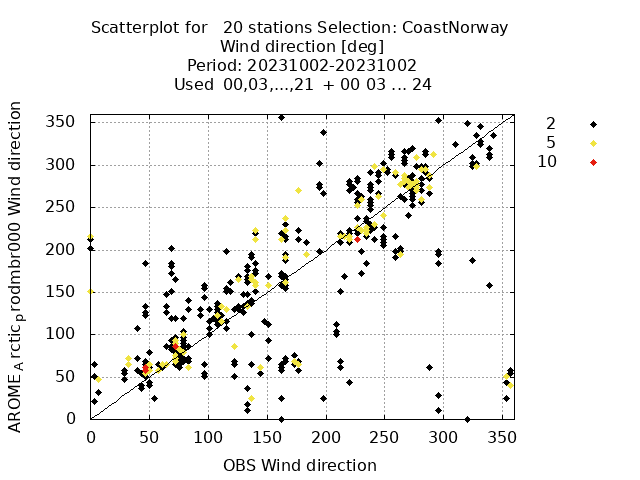 Scatterplot for 20 stations Selection: CoastNorway
Wind direction [deg]
Period: 20231002-20231002
Used 00,03,...,21 + 00 03 ... 24
AROME_Arctic_prodmbr000 Wind direction
350
300
250
200
150
100
50
0
0 50 100 150 200 250 300 350
OBS Wind direction
2
5
10